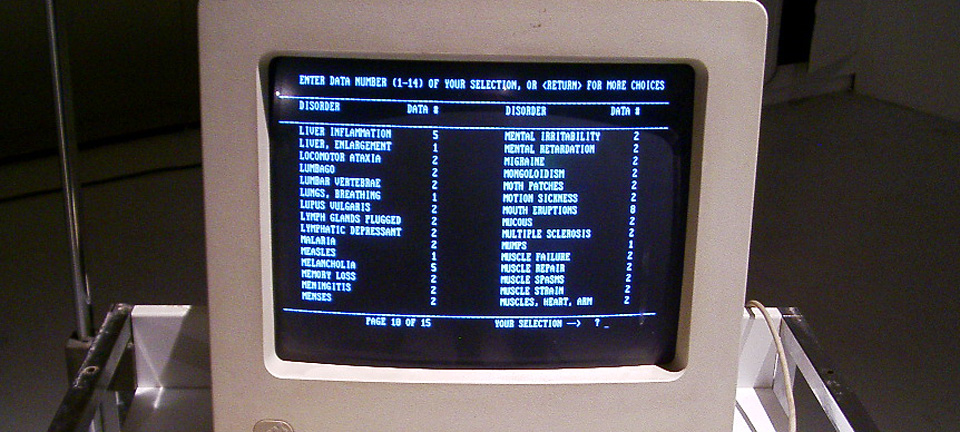 ENTER DATA NUMBER (1-14) OF YOUR SELECTION, OR <RETURN> FOR MORE CHOICES
DISORDER DATA # DISORDER DATA #
LIVER INFLAMMATION 5 MENTAL IRRITABILITY 2
LIVER, ENLARGEMENT 1 MENTAL RETARDATION 2
LOCOMOTOR ATAXIA 2 MIGRAINE 2
LUMBAGO 2 MONGOLOIDISM 2
LUMBAR VERTEBRAE 2 MOTH PATCHES 2
LUNGS, BREATHING 1 MOTION SICKNESS 2
LUPUS VULGARIS 2 MOUTH ERUPTIONS 8
LYMPH GLANDS PLUGGED 2 MUCOUS 2
LYMPHATIC DEPRESSANT 2 MULTIPLE SCLEROSIS 2
MALARIA 2 MUMPS 1
MEASLES 1 MUSCLE FAILURE 2
MELANCHOLIA 5 MUSCLE REPAIR 2
MEMORY LOSS 2 MUSCLE SPASMS 2
MENINGITIS 2 MUSCLE STRAIN 2
MENSES 2 MUSCLES, HEART, ARM 2
PAGE 10 OF 15 YOUR SELECTION --> ? _